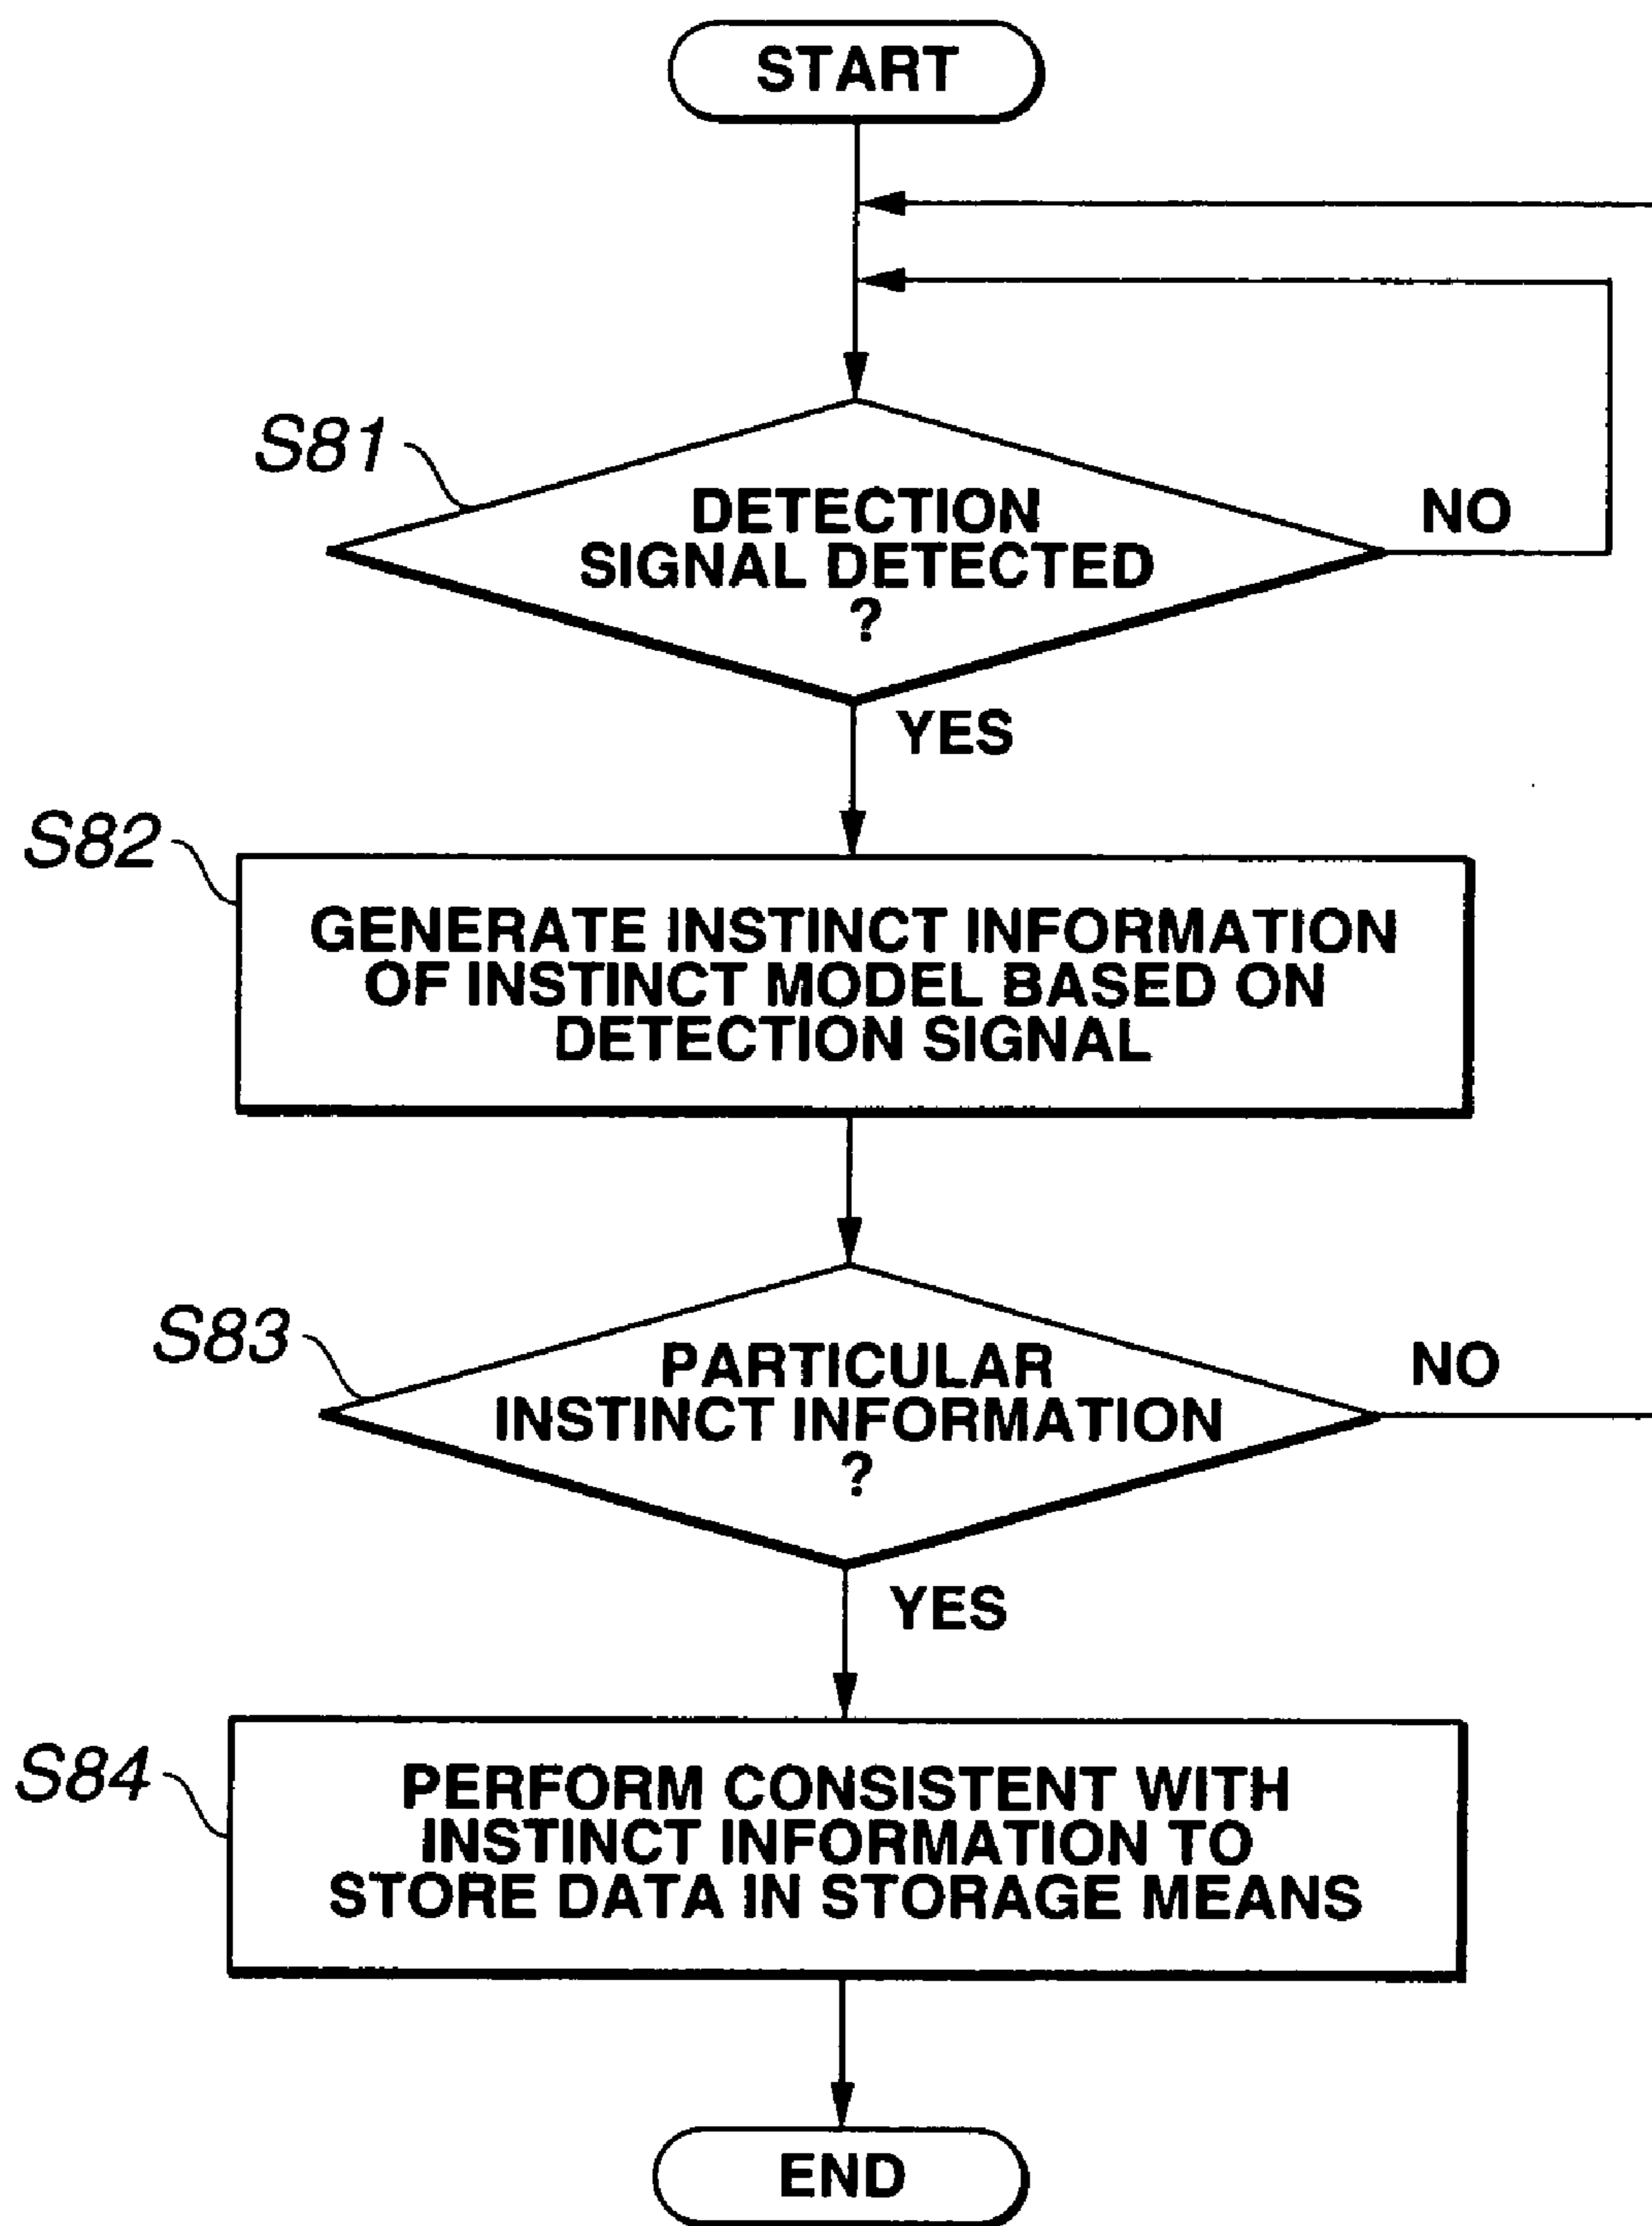 START
S81
DETECTION
SIGNAL DETECTED
?
NO
YES
S82
GENERATE INSTINCT INFORMATION
OF INSTINCT MODEL BASED ON
DETECTION SIGNAL
S83
PARTICULAR
INSTINCT INFORMATION
?
NO
YES
S84
PERFORM CONSISTENT WITH
INSTINCT INFORMATION TO
STORE DATA IN STORAGE MEANS
END